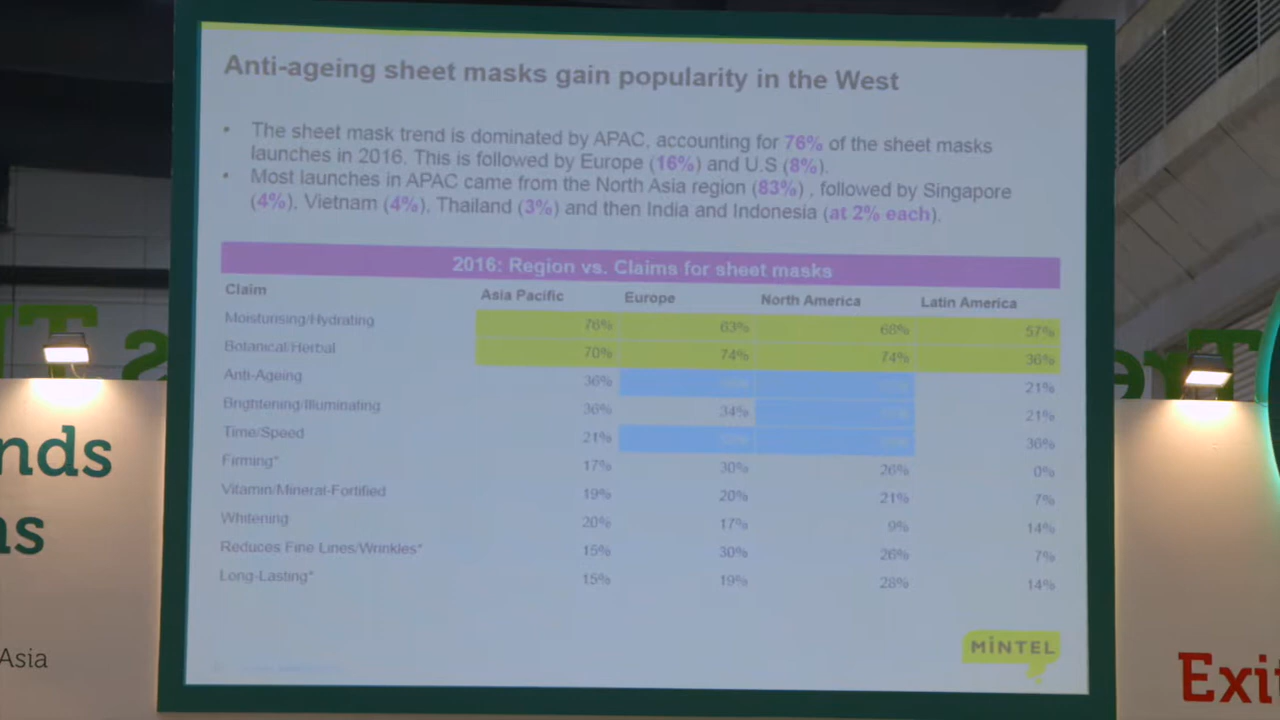 Anti-ageing sheet masks gain popularity in the West
• The sheet mask trend is dominated by APAC, accounting for 76% of the sheet masks
launches in 2016. This is followed by Europe (16%) and U.S (8%).
• Most launches in APAC came from the North Asia region (83%) , followed by Singapore
(4%), Vietnam (4%), Thailand (3%) and then India and Indonesia (at 2% each).
2016: Region vs. Claims for sheet masks
Claim Asia Pacific Europe North America Latin America
Moisturising/Hydrating 76% 63% 68% 57%
Botanical/Herbal 70% 74% 74% 36%
Anti-Ageing 36% 21%
Brightening/Illuminating 36% 34% 21%
Time/Speed 21% 36%
Firming* 17% 30% 26% 0%
Vitamin/Mineral-Fortified 19% 20% 21% 7%
Whitening 20% 17% 9% 14%
Reduces Fine Lines/Wrinkles* 15% 30% 26% 7%
Long-Lasting* 15% 19% 28% 14%
MINTEL
nds
ns
Asia
Exi